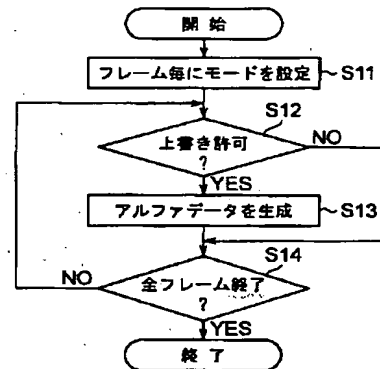 開始
フレーム毎にモードを設定 S11
S12
上書き許可 NO
?
YES
アルファデータを生成 S13
S14
NO 全フレーム終了
?
YES
終了